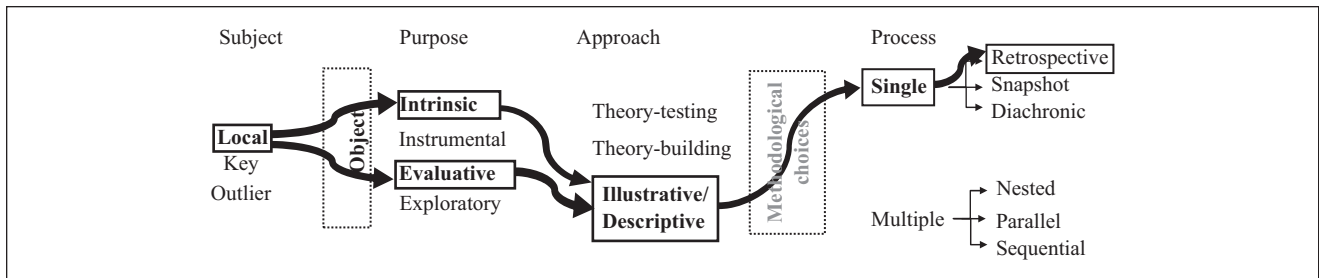 Subject
Purpose
Approach
Process
Object
Local
Key
Outlier
Intrinsic
Instrumental
Evaluative
Exploratory
Theory-testing
Theory-building
Illustrative/
Descriptive
Methodological
choices
Single
Retrospective
Snapshot
Diachronic
Multiple
Nested
Parallel
Sequential